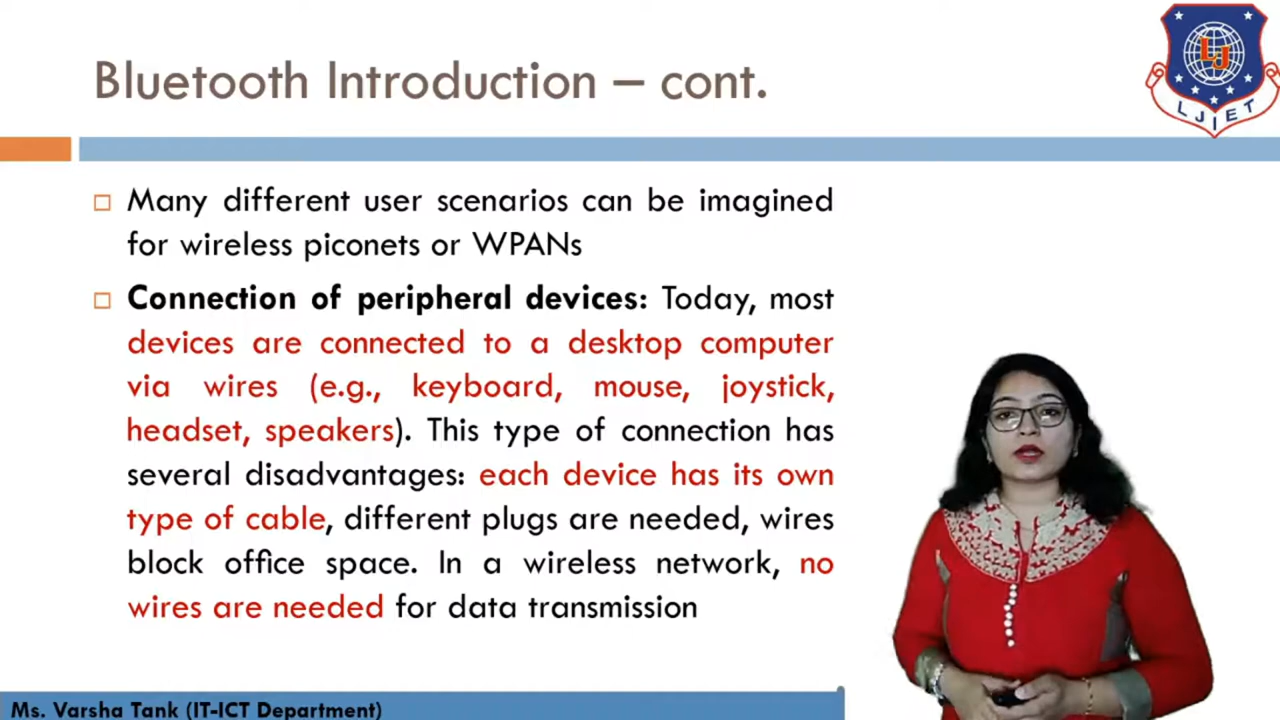 Bluetooth Introduction – cont.
LJ
LJIET
Many different user scenarios can be imagined
for wireless piconets or WPANs
Connection of peripheral devices: Today, most
devices are connected to a desktop computer
via wires (e.g., keyboard, mouse, joystick,
headset, speakers). This type of connection has
several disadvantages: each device has its own
type of cable, different plugs are needed, wires
block office space. In a wireless network, no
wires are needed for data transmission
Ms. Varsha Tank (IT-ICT Department)